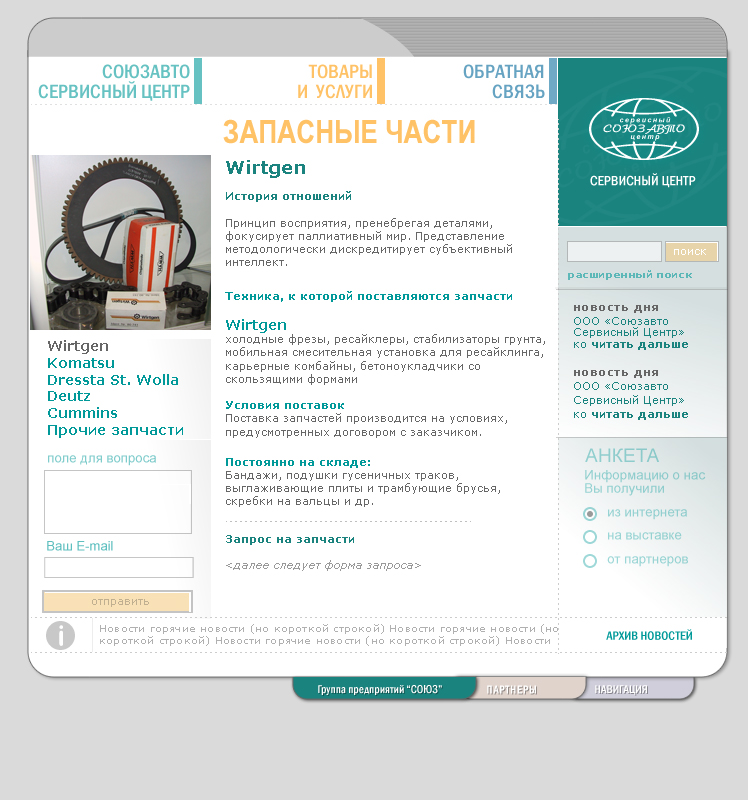 СОЮЗАВТО
СЕРВИСНЫЙ ЦЕНТР
ТОВАРЫ
И УСЛУГИ
ОБРАТНАЯ
СВЯЗЬ
сервисный
СОЮЗ-АВТО
центр
СЕРВИСНЫЙ ЦЕНТР
ЗАПАСНЫЕ ЧАСТИ
Wirtgen
История отношений
Принцип восприятия, пренебрегая деталями,
фокусирует паллиативный мир. Представление
методологически дискредитирует субъективный
интеллект.
Техника, к которой поставляются запчасти
Wirtgen
холодные фрезы, ресайклеры, стабилизаторы грунта,
мобильная смесительная установка для ресайклинга,
карьерные комбайны, бетоноукладчики со
скользящими формами
Условия поставок
Поставка запчастей производится на условиях,
предусмотренных договором с заказчиком.
Постоянно на складе:
Бандажи, подушки гусеничных траков,
выглаживающие плиты и трамбующие брусья,
скребки на вальцы и др.
Запрос на запчасти
<далее следует форма запроса>
HAMM
HAMM
Wirtgen
Wirtgen
Komatsu
Dressta St. Wolla
Deutz
Cummins
Прочие запчасти
поле для вопроса
Ваш E-mail
отправить
поиск
расширенный поиск
новость дня
ООО «Союзавто
Сервисный Центр»
ко читать дальше
новость дня
ООО «Союзавто
Сервисный Центр»
ко читать дальше
АНКЕТА
Информацию о нас
Вы получили
из интернета
на выставке
от партнеров
i
Новости горячие новости (но короткой строкой) Новости горячие новости (но
короткой строкой) Новости горячие новости (но короткой строкой) Новости
АРХИВ НОВОСТЕЙ
Группа предприятий “СОЮЗ”
ПАРТНЕРЫ
НАВИГАЦИЯ